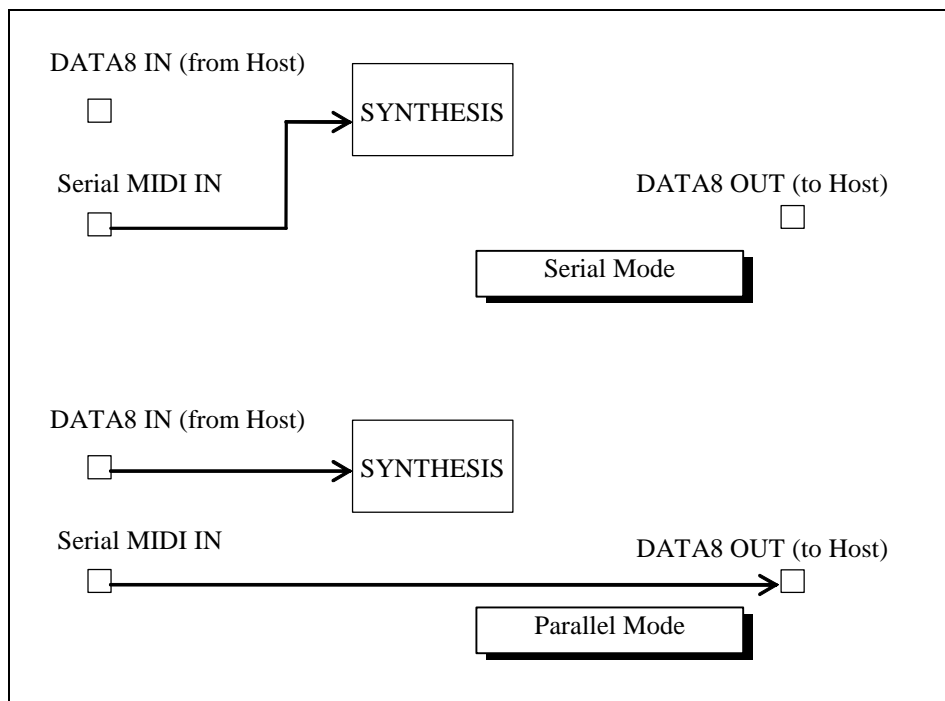 DATA8 IN (from Host)
SYNTHESIS
Serial MIDI IN
DATA8 OUT (to Host)
Serial Mode
DATA8 IN (from Host)
SYNTHESIS
Serial MIDI IN
DATA8 OUT (to Host)
Parallel Mode